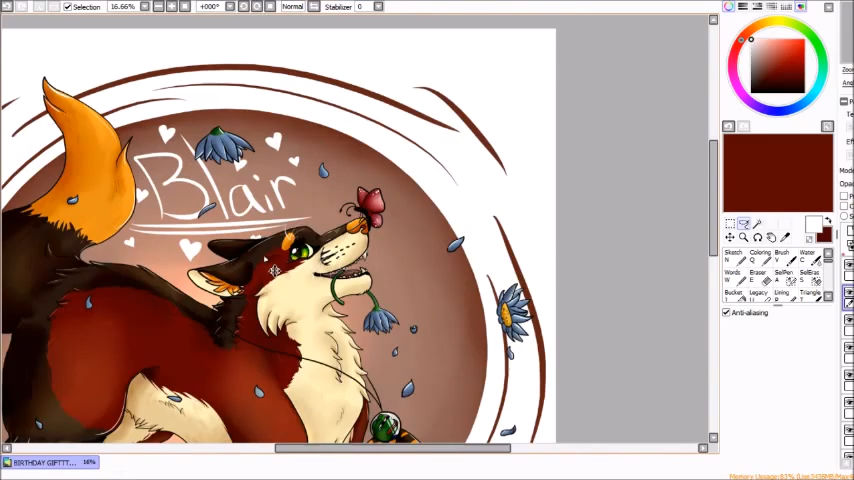 Selection 16.66% +000° Normal Stabilizer 0
Blair
Sketch Airbrush Brush Water
N B V C
Words Eraser SelPen SelEras
W E A S
Bucket Legacy Lining Triangle
Anti-aliasing
BIRTHDAY GIFTTT... 16%